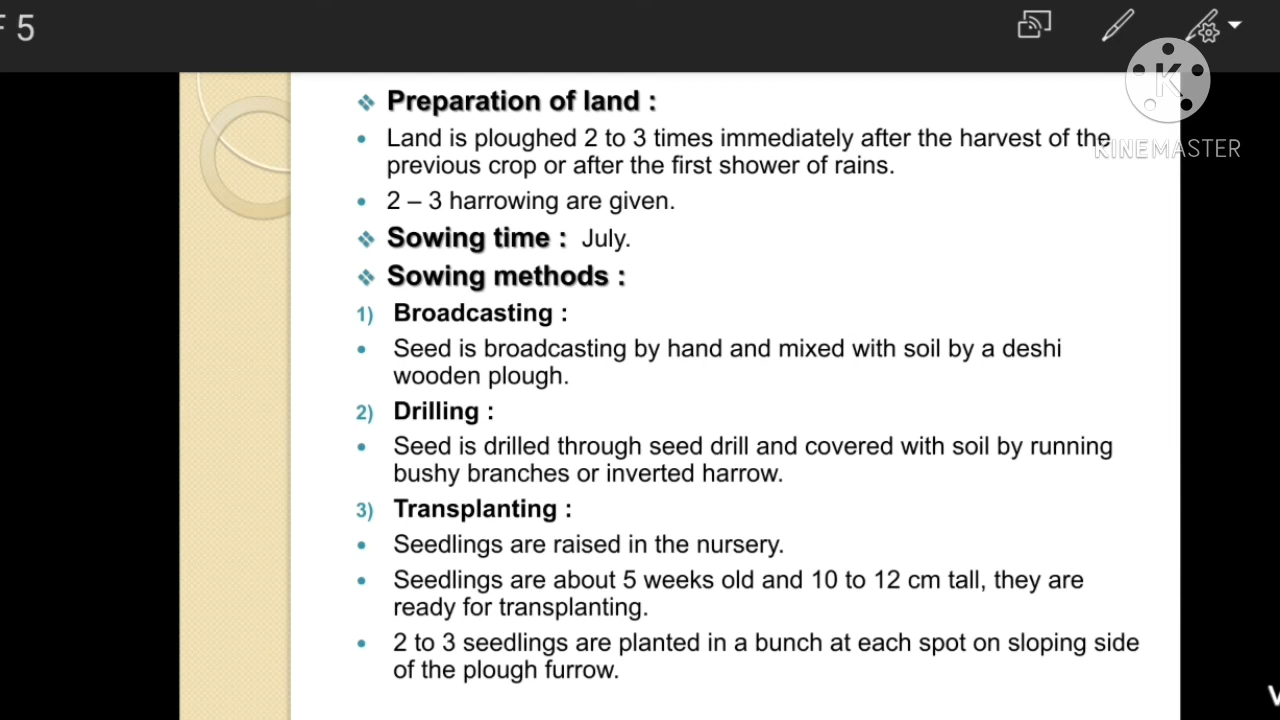 F 5
K
KINEMASTER
❖ Preparation of land :
• Land is ploughed 2 to 3 times immediately after the harvest of the
previous crop or after the first shower of rains.
• 2 – 3 harrowing are given.
❖ Sowing time : July.
❖ Sowing methods :
1) Broadcasting :
• Seed is broadcasting by hand and mixed with soil by a deshi
wooden plough.
2) Drilling :
• Seed is drilled through seed drill and covered with soil by running
bushy branches or inverted harrow.
3) Transplanting :
• Seedlings are raised in the nursery.
• Seedlings are about 5 weeks old and 10 to 12 cm tall, they are
ready for transplanting.
• 2 to 3 seedlings are planted in a bunch at each spot on sloping side
of the plough furrow.